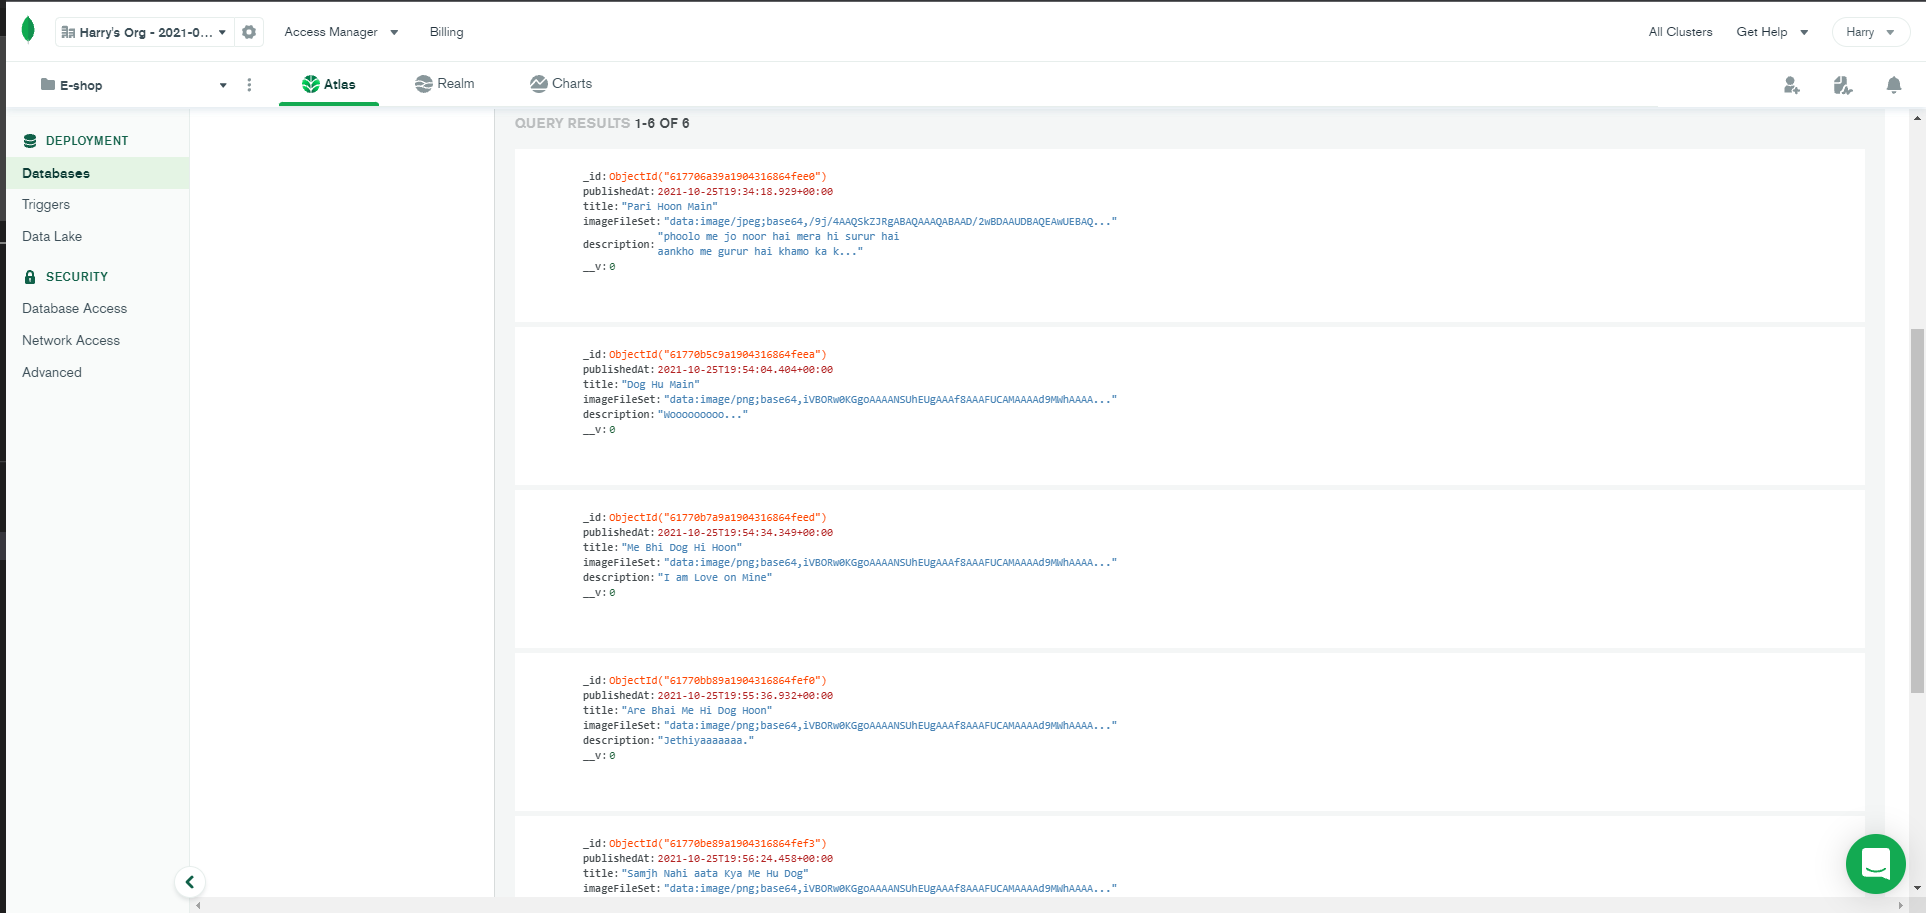 Harry's Org - 2021-0... Access Manager Billing All Clusters Get Help Harry
E-shop Atlas Realm Charts
DEPLOYMENT
Databases
Triggers
Data Lake
SECURITY
Database Access
Network Access
Advanced
QUERY RESULTS 1-6 OF 6
_id: ObjectId("617706a39a1904316864fee0")
publishedAt: 2021-10-25T19:34:18.929+00:00
title: "Pari Hoon Main"
imageFileSet: "data:image/jpeg;base64,/9j/4AAQSkZJRgABAQAAAQABAAD/2wBDAAUDBAQEAwUEBAQ..."
description: "phoolo me jo noor hai mera hi surur hai
aankho me gurur hai khamo ka k..."
__v: 0
_id: ObjectId("61770b5c9a1904316864feea")
publishedAt: 2021-10-25T19:54:04.404+00:00
title: "Dog Hu Main"
imageFileSet: "data:image/png;base64,iVBORw0KGgoAAAANSUhEUgAAAf8AAAFUCAMAAAAd9MWhAAAA..."
description: "Wooooooooo..."
__v: 0
_id: ObjectId("61770b7a9a1904316864feed")
publishedAt: 2021-10-25T19:54:34.349+00:00
title: "Me Bhi Dog Hi Hoon"
imageFileSet: "data:image/png;base64,iVBORw0KGgoAAAANSUhEUgAAAf8AAAFUCAMAAAAd9MWhAAAA..."
description: "I am Love on Mine"
__v: 0
_id: ObjectId("61770bb89a1904316864fef0")
publishedAt: 2021-10-25T19:55:36.932+00:00
title: "Are Bhai Me Hi Dog Hoon"
imageFileSet: "data:image/png;base64,iVBORw0KGgoAAAANSUhEUgAAAf8AAAFUCAMAAAAd9MWhAAAA..."
description: "Jethiyaaaaaaa."
__v: 0
_id: ObjectId("61770be89a1904316864fef3")
publishedAt: 2021-10-25T19:56:24.458+00:00
title: "Samjh Nahi aata Kya Me Hu Dog"
imageFileSet: "data:image/png;base64,iVBORw0KGgoAAAANSUhEUgAAAf8AAAFUCAMAAAAd9MWhAAAA..."